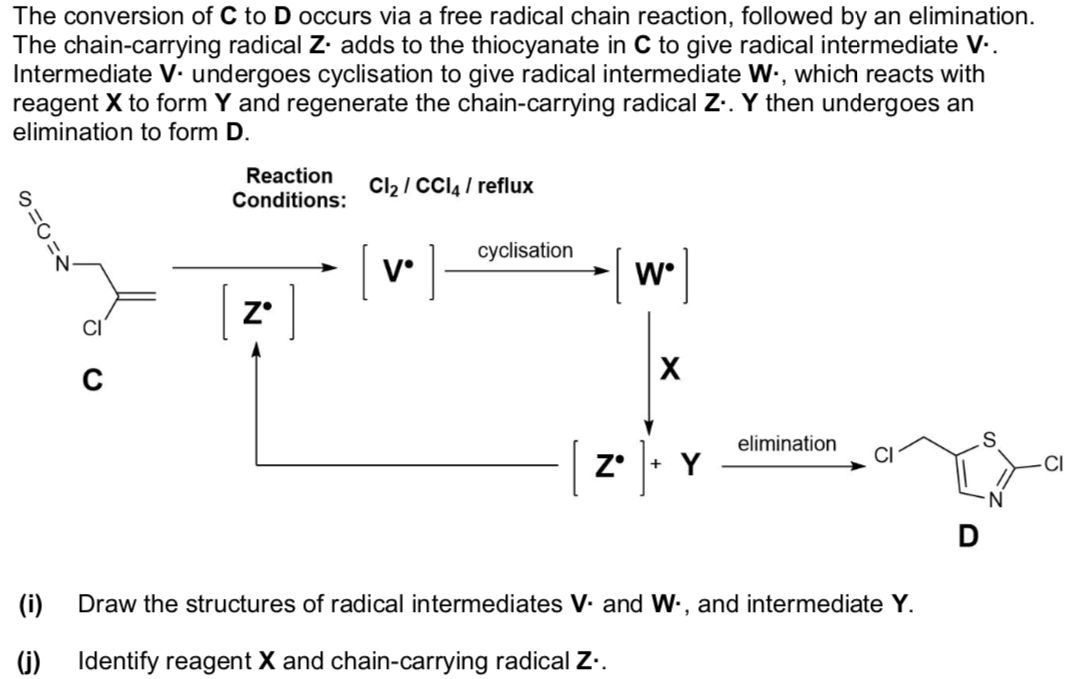 The conversion of C to D occurs via a free radical chain reaction, followed by an elimination.
The chain-carrying radical Z· adds to the thiocyanate in C to give radical intermediate V·.
Intermediate V· undergoes cyclisation to give radical intermediate W·, which reacts with
reagent X to form Y and regenerate the chain-carrying radical Z·. Y then undergoes an
elimination to form D.
Reaction
Conditions:
Cl₂ / CCl₄ / reflux
S
C
N
Cl
C
[ Z• ]
[ V• ]
cyclisation
[ W• ]
X
[ Z• ] + Y
elimination
Cl
S
Cl
N
D
(i) Draw the structures of radical intermediates V· and W·, and intermediate Y.
(j) Identify reagent X and chain-carrying radical Z·.